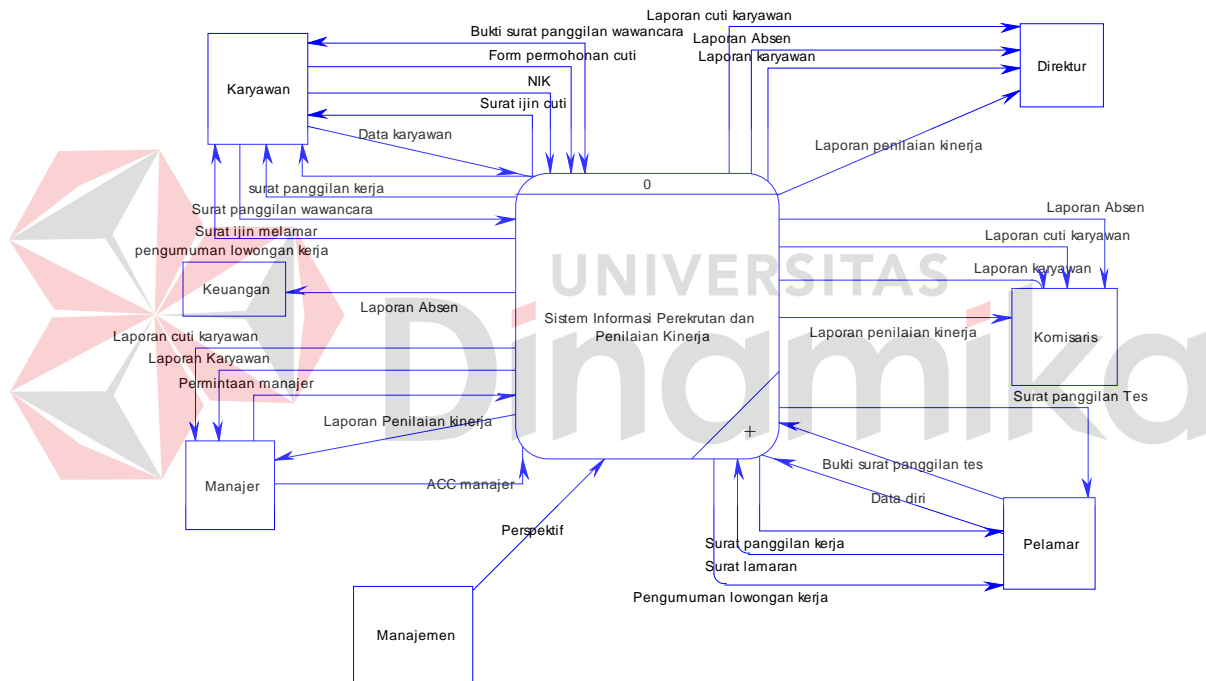 Laporan cuti karyawan
Bukti surat panggilan wawancara
Laporan Absen
Form permohonan cuti
Laporan karyawan
Direktur
NIK
Karyawan
Surat ijin cuti
Data karyawan
Laporan penilaian kinerja
0
surat panggilan kerja
Surat panggilan wawancara
Laporan Absen
Surat ijin melamar
Laporan cuti karyawan
pengumuman lowongan kerja
UNIVERSITAS
Laporan karyawan
Keuangan
Laporan Absen
Sistem Informasi Perekrutan dan
Penilaian Kinerja
Laporan penilaian kinerja
Komisaris
Dinamika
Laporan cuti karyawan
Laporan Karyawan
Permintaan manajer
Surat panggilan Tes
Laporan Penilaian kinerja
Bukti surat panggilan tes
Manajer
ACC manajer
Data diri
Perspektif
Surat panggilan kerja
Pelamar
Surat lamaran
Pengumuman lowongan kerja
Manajemen